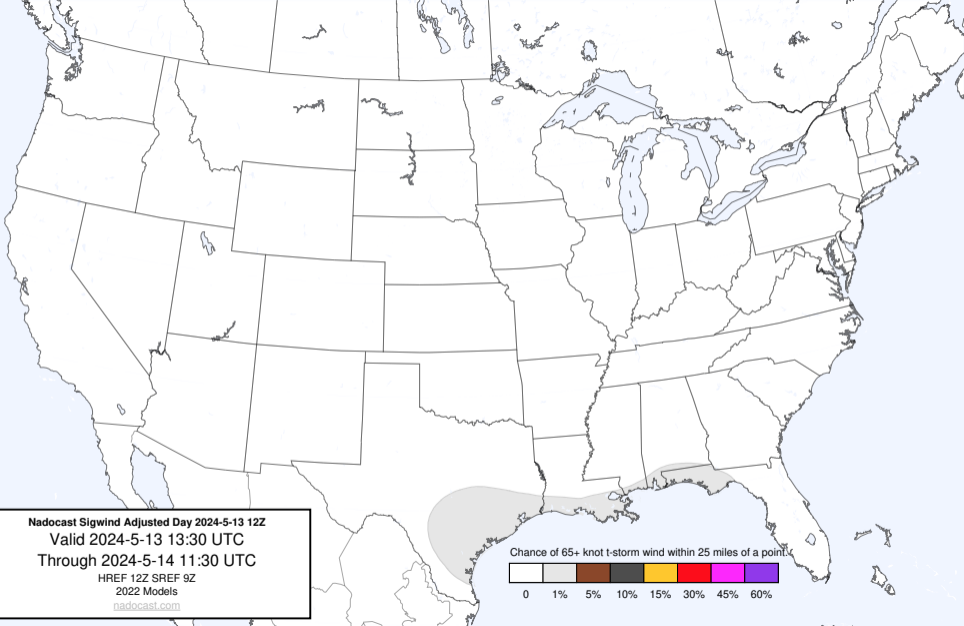 Nadocast Sigwind Adjusted Day 2024-5-13 12Z
Valid 2024-5-13 13:30 UTC
Through 2024-5-14 11:30 UTC
HREF 12Z SREF 9Z
2022 Models
nadocast.com
Chance of 65+ knot t-storm wind within 25 miles of a point.
0 1% 5% 10% 15% 30% 45% 60%